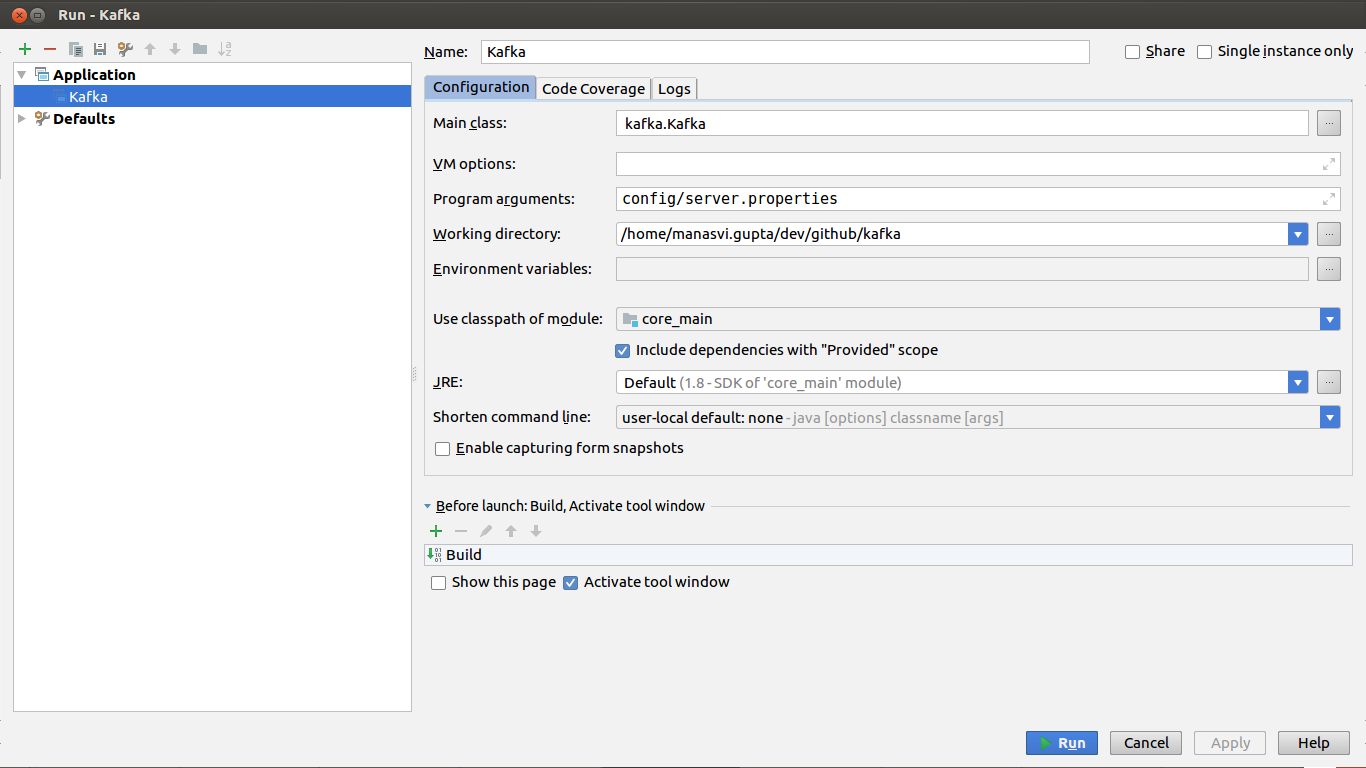 Run - Kafka
Name: Kafka Share Single instance only
Application
Kafka
Defaults
Configuration Code Coverage Logs
Main class: kafka.Kafka ...
VM options:
Program arguments: config/server.properties
Working directory: /home/manasvi.gupta/dev/github/kafka ...
Environment variables: ...
Use classpath of module: core_main
Include dependencies with "Provided" scope
JRE: Default (1.8 - SDK of 'core_main' module) ...
Shorten command line: user-local default: none - java [options] classname [args]
Enable capturing form snapshots
Before launch: Build, Activate tool window
Build
Show this page Activate tool window
Run Cancel Apply Help